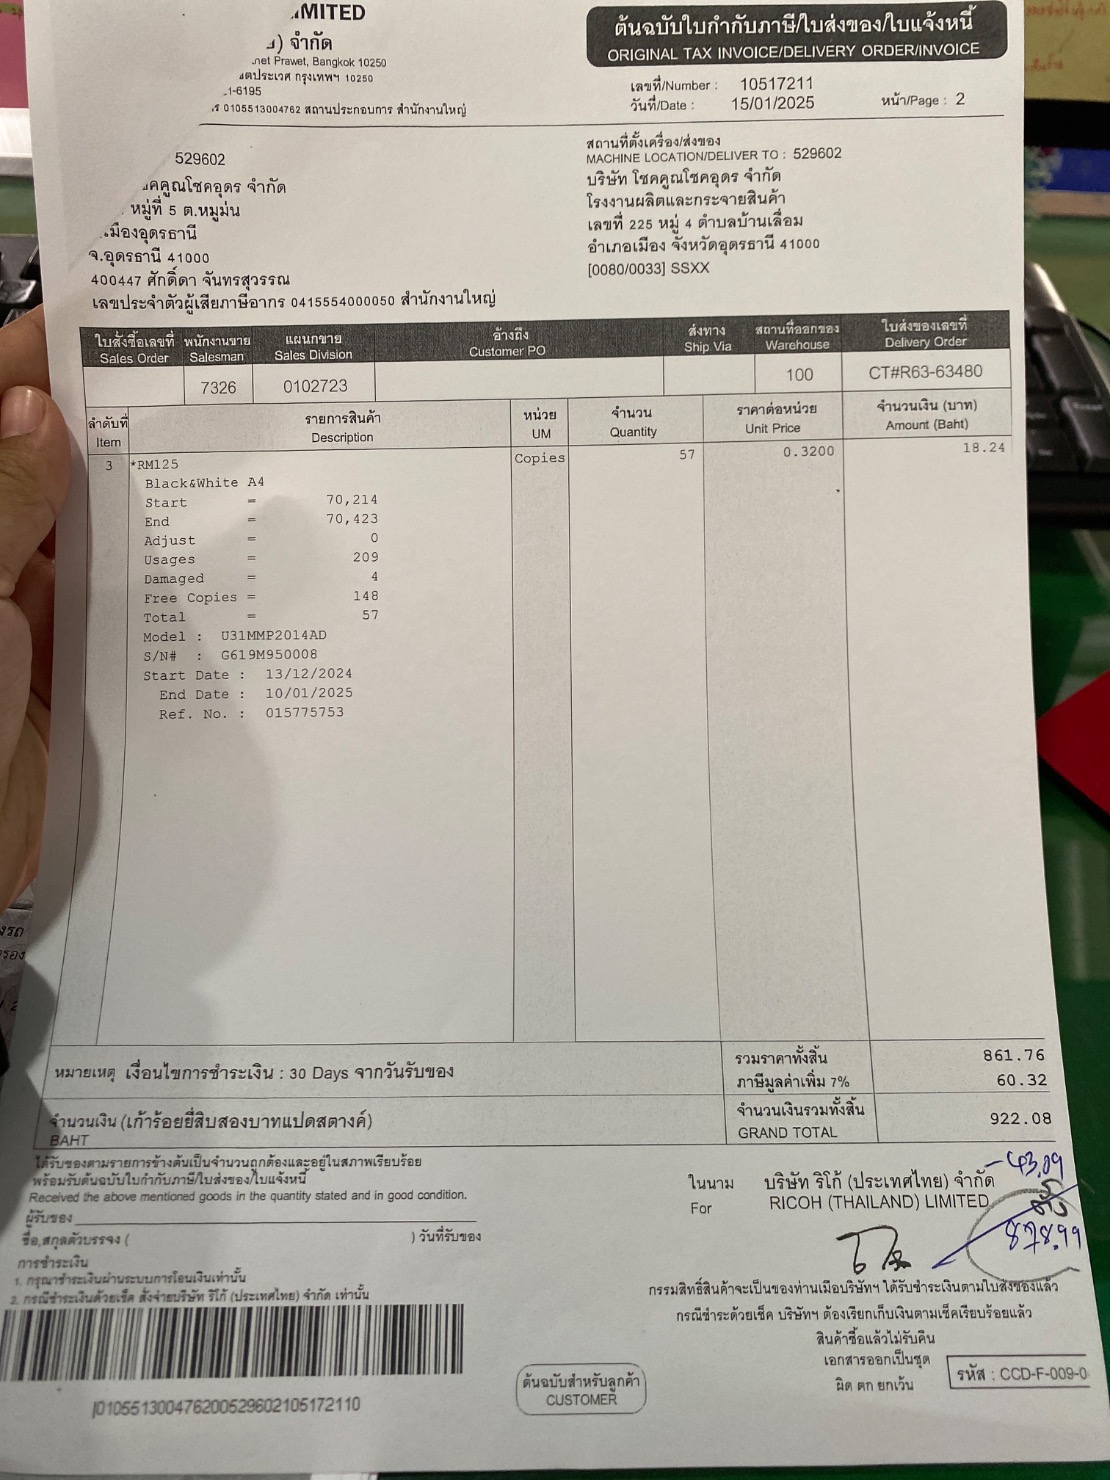 .IMITED
) จำกัด
net Prawet, Bangkok 10250
ตประเวศ กรุงเทพฯ 10250
1-6195
ร 0105513004762 สถานประกอบการ สำนักงานใหญ่
ต้นฉบับใบกำกับภาษี/ใบส่งของ/ใบแจ้งหนี้
ORIGINAL TAX INVOICE/DELIVERY ORDER/INVOICE
เลขที่/Number : 10517211
วันที่/Date : 15/01/2025 หน้า/Page : 2
529602
คคูณโชคอุดร จำกัด
หมู่ที่ 5 ต.หมูม่น
เมืองอุดรธานี
จ.อุดรธานี 41000
400447 ศักดิ์ดา จันทรสุวรรณ
เลขประจำตัวผู้เสียภาษีอากร 0415554000050 สำนักงานใหญ่
สถานที่ตั้งเครื่อง/ส่งของ
MACHINE LOCATION/DELIVER TO : 529602
บริษัท โชคคูณโชคอุดร จำกัด
โรงงานผลิตและกระจายสินค้า
เลขที่ 225 หมู่ 4 ตำบลบ้านเลื่อม
อำเภอเมือง จังหวัดอุดรธานี 41000
[0080/0033] SSXX
ใบสั่งซื้อเลขที่ พนักงานขาย แผนกขาย อ้างถึง ส่งทาง สถานที่ออกของ ใบส่งของเลขที่
Sales Order Salesman Sales Division Customer PO Ship Via Warehouse Delivery Order
7326 0102723 100 CT#R63-63480
ลำดับที่ รายการสินค้า หน่วย จำนวน ราคาต่อหน่วย จำนวนเงิน (บาท)
Item Description UM Quantity Unit Price Amount (Baht)
3 *RM125 Copies 57 0.3200 18.24
Black&White A4
Start = 70,214
End = 70,423
Adjust = 0
Usages = 209
Damaged = 4
Free Copies = 148
Total = 57
Model : U31MMP2014AD
S/N# : G619M950008
Start Date : 13/12/2024
End Date : 10/01/2025
Ref. No. : 015775753
หมายเหตุ เงื่อนไขการชำระเงิน : 30 Days จากวันรับของ
รวมราคาทั้งสิ้น 861.76
ภาษีมูลค่าเพิ่ม 7% 60.32
จำนวนเงิน (เก้าร้อยยี่สิบสองบาทแปดสตางค์)
BAHT
จำนวนเงินรวมทั้งสิ้น 922.08
GRAND TOTAL
ได้รับของตามรายการข้างต้นเป็นจำนวนถูกต้องและอยู่ในสภาพเรียบร้อย
พร้อมรับต้นฉบับใบกำกับภาษี/ใบส่งของ/ใบแจ้งหนี้
Received the above mentioned goods in the quantity stated and in good condition.
ผู้รับของ
ชื่อ,สกุลตัวบรรจง ( ) วันที่รับของ
การชำระเงิน
1. กรุณาชำระเงินผ่านระบบการโอนเงินเท่านั้น
2. กรณีชำระเงินด้วยเช็ค สั่งจ่ายบริษัท ริโก้ (ประเทศไทย) จำกัด เท่านั้น
-43.09
ในนาม บริษัท ริโก้ (ประเทศไทย) จำกัด
For RICOH (THAILAND) LIMITED
878.99
กรรมสิทธิ์สินค้าจะเป็นของท่านเมื่อบริษัทฯ ได้รับชำระเงินตามใบส่งของแล้ว
กรณีชำระด้วยเช็ค บริษัทฯ ต้องเรียกเก็บเงินตามเช็คเรียบร้อยแล้ว
สินค้าซื้อแล้วไม่รับคืน
เอกสารออกเป็นชุด
ผิด ตก ยกเว้น
รหัส : CCD-F-009-0
ต้นฉบับสำหรับลูกค้า
CUSTOMER
|010551300476200529602105172110